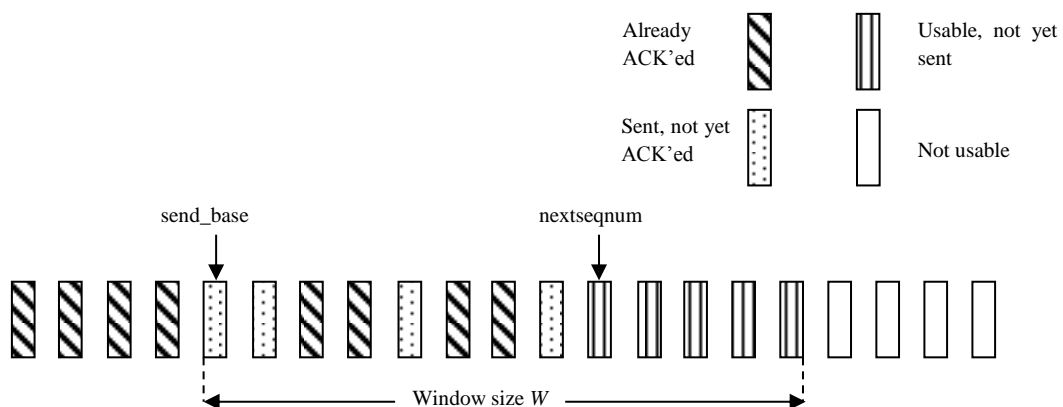 Already
ACK'ed
Usable, not yet
sent
Sent, not yet
ACK'ed
Not usable
send_base
nextseqnum
Window size W